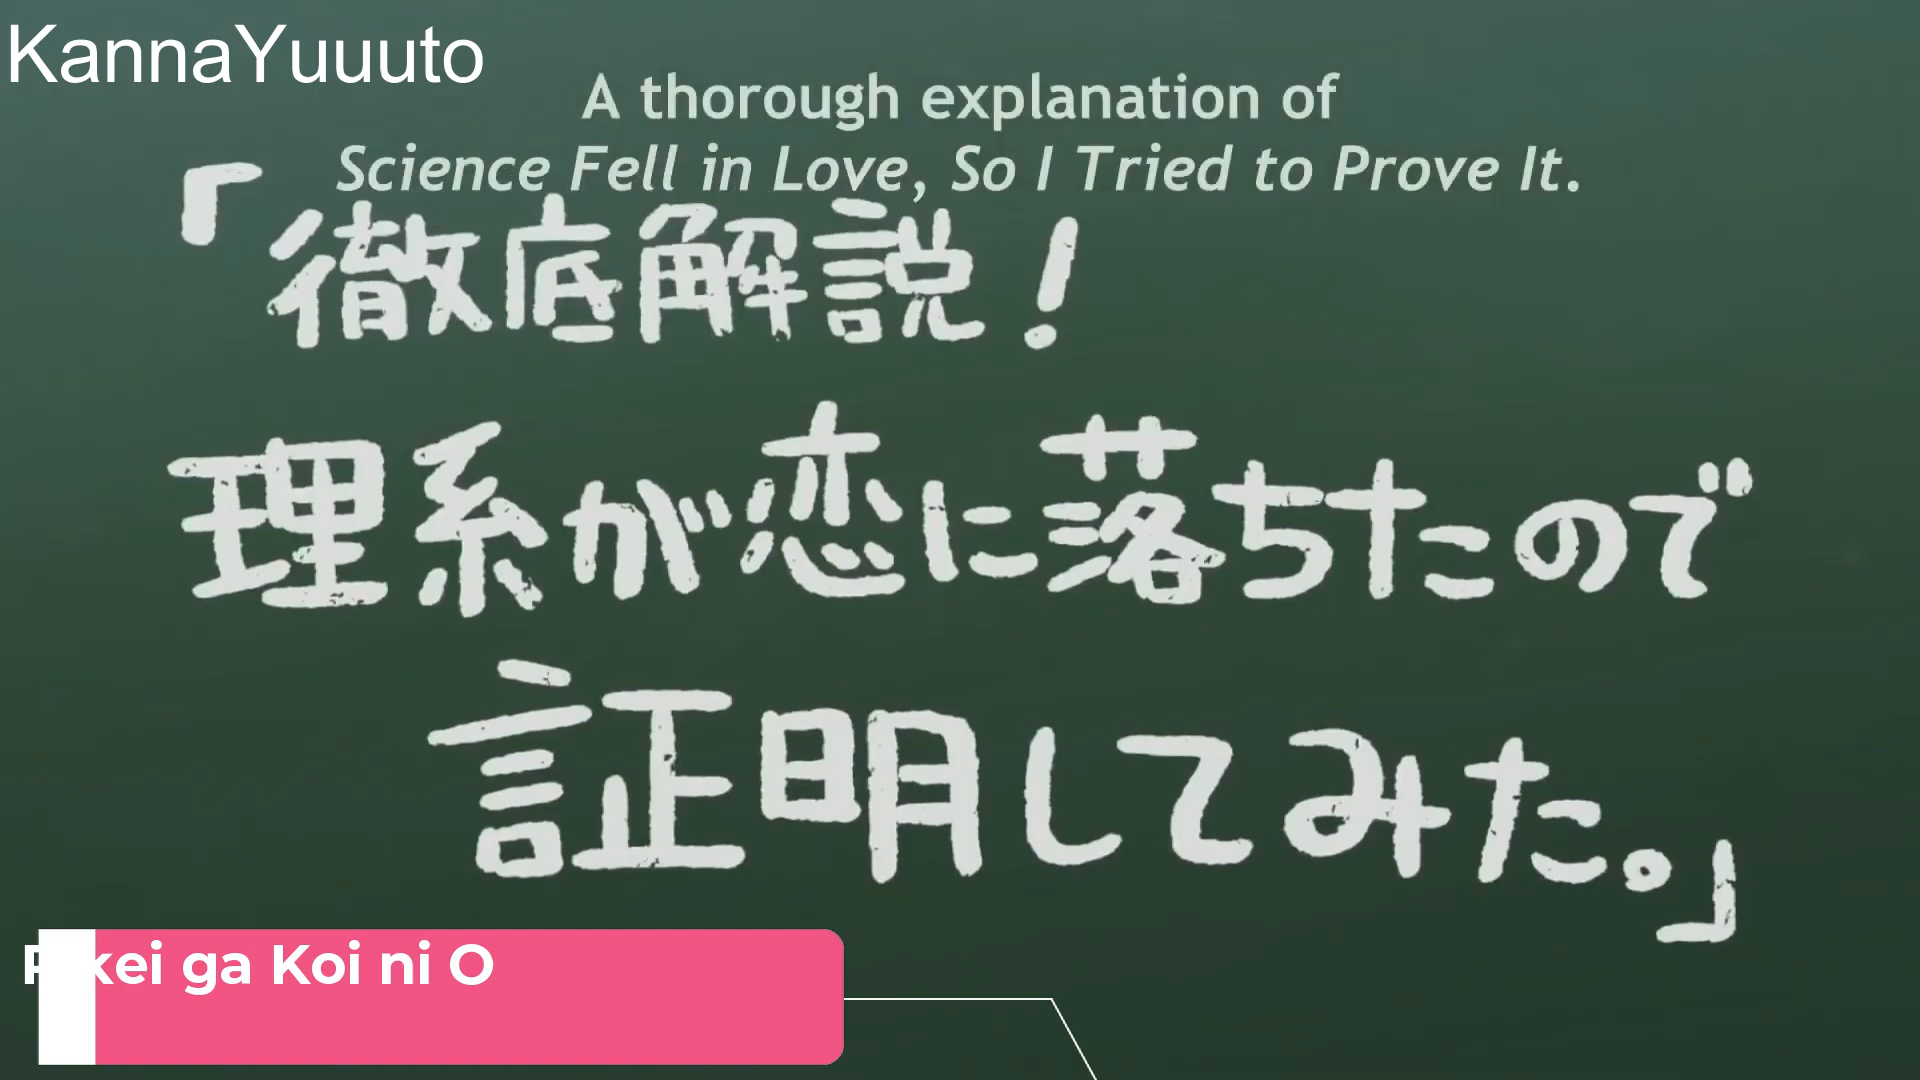 KannaYuuuto
A thorough explanation of
Science Fell in Love, So I Tried to Prove It.
「徹底解説！
理系が恋に落ちたので
証明してみた。」
kei ga Koi ni O